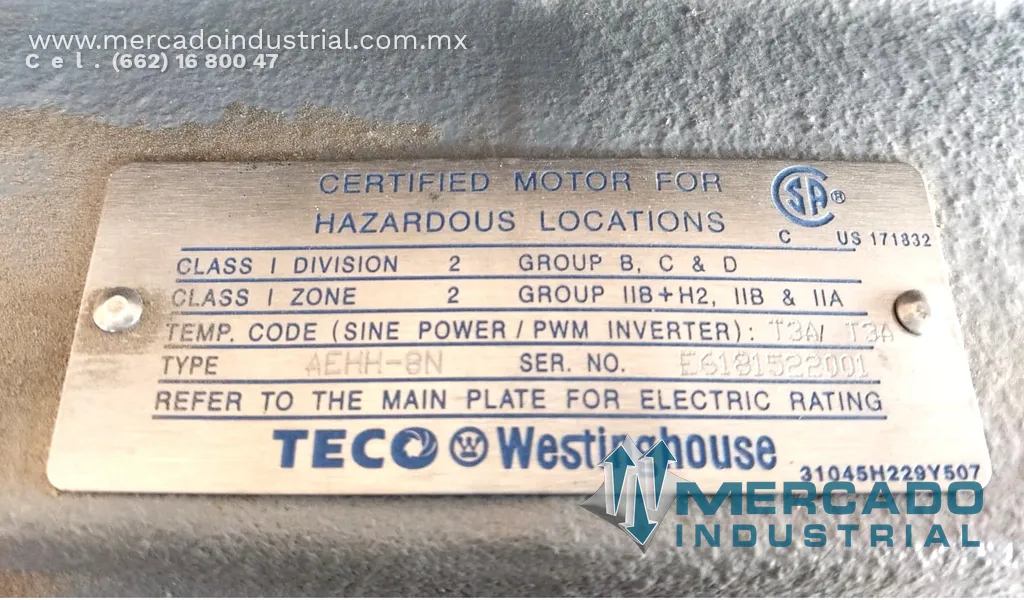 www.mercadoindustrial.com.mx
Cel. (662) 16 800 47
CERTIFIED MOTOR FOR
HAZARDOUS LOCATIONS
CSA ®
C US 171832
CLASS I DIVISION 2 GROUP B, C & D
CLASS I ZONE 2 GROUP IIB+H2, IIB & IIA
TEMP. CODE (SINE POWER / PWM INVERTER): T3A/ T3A
TYPE AEHH-8N SER. NO. E6181522001
REFER TO THE MAIN PLATE FOR ELECTRIC RATING
TECO W Westinghouse
31045H229Y507
MERCADO
INDUSTRIAL